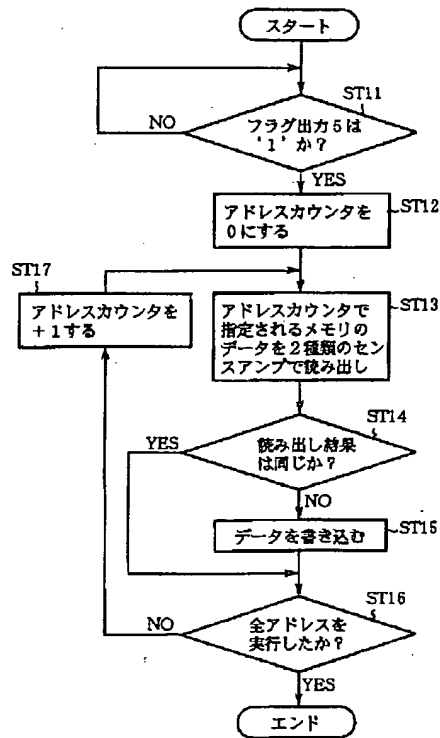 スタート
ST11
フラグ出力5は
'1'か?
NO
YES
ST12
アドレスカウンタを
0にする
ST17
アドレスカウンタを
+1する
ST13
アドレスカウンタで
指定されるメモリの
データを2種類のセン
スアンプで読み出し
ST14
読み出し結果
は同じか?
YES
NO
ST15
データを書き込む
ST16
全アドレスを
実行したか?
NO
YES
エンド